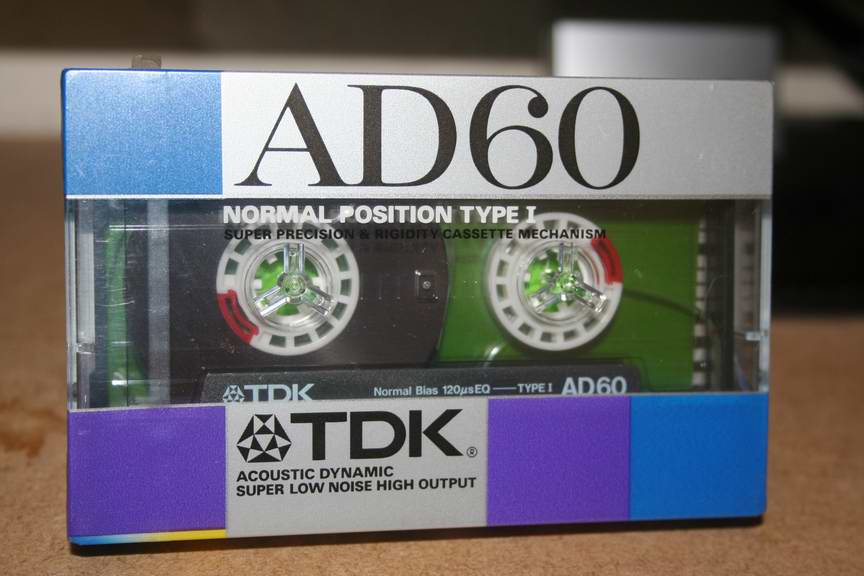 AD60
NORMAL POSITION TYPE I
SUPER PRECISION & RIGIDITY CASSETTE MECHANISM
TDK Normal Bias 120µsEQ — TYPE I AD60
TDK®
ACOUSTIC DYNAMIC
SUPER LOW NOISE HIGH OUTPUT